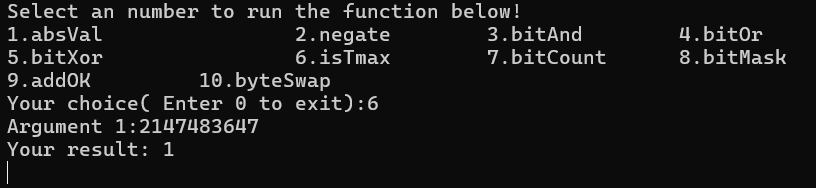 Select an number to run the function below!
1.absVal 2.negate 3.bitAnd 4.bitOr
5.bitXor 6.isTmax 7.bitCount 8.bitMask
9.addOK 10.byteSwap
Your choice( Enter 0 to exit):6
Argument 1:2147483647
Your result: 1